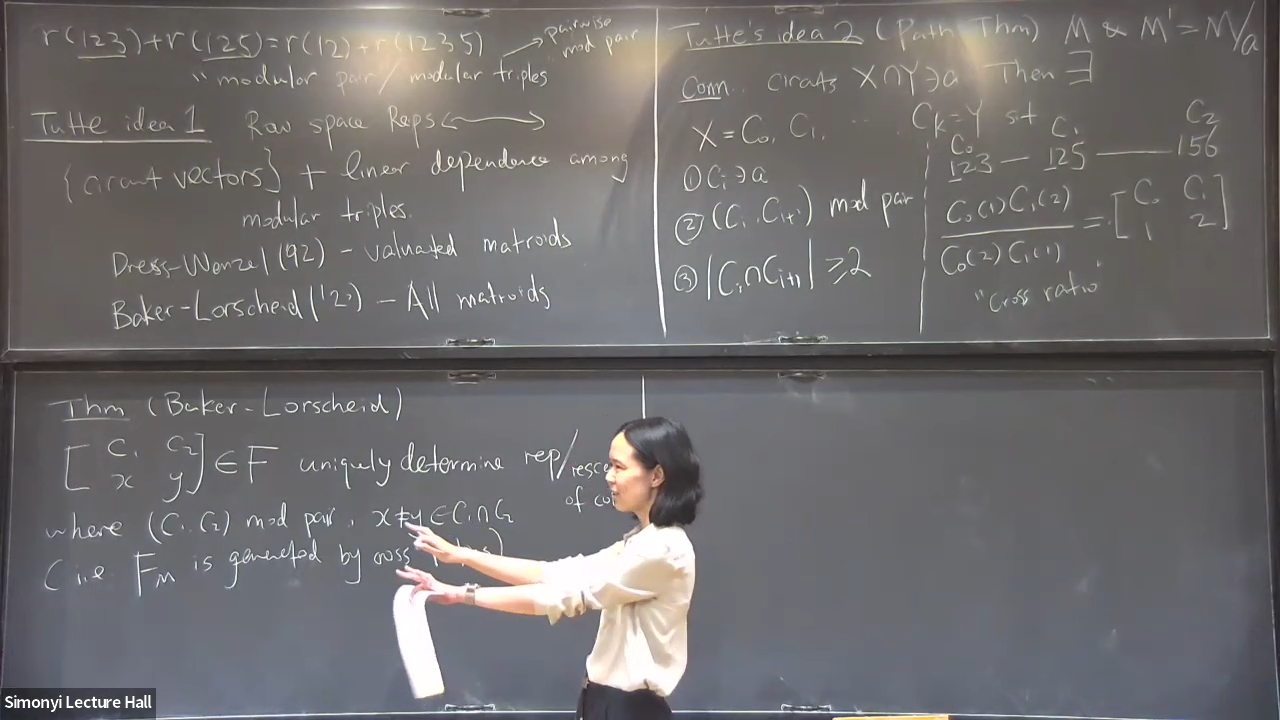 r(123)+r(125)=r(12)+r(1235)
pairwise
mod pair
"modular pair/modular triples"
Tutte idea 1 Row space Reps ⟷
{circuit vectors} + linear dependence among
modular triples.
Dress-Wenzel (92) - valuated matroids
Baker-Lorscheid ('2 ) - All matroids
Tutte's idea 2 (Path Thm) M & M' = M/a
Conn. circuits X∩Y∋a Then ∃
X = C₀, C₁, ... Cₖ=Y s.t
① Cᵢ∋a
② (Cᵢ, Cᵢ₊₁) mod pair
③ |Cᵢ∩Cᵢ₊₁| ≥ 2
C₀ C₁ C₂
123 — 125 — 156
C₀(1)C₁(2)
C₀(2)C₁(1)
= [C₀ C₁
1 2]
"Cross ratio"
Thm (Baker-Lorscheid)
[C₁ C₂
x y] ∈ F uniquely determine rep/
of
where (C₁, C₂) mod pair, x≠y∈C₁∩C₂
(i.e F_M is generated by cross
Simonyi Lecture Hall